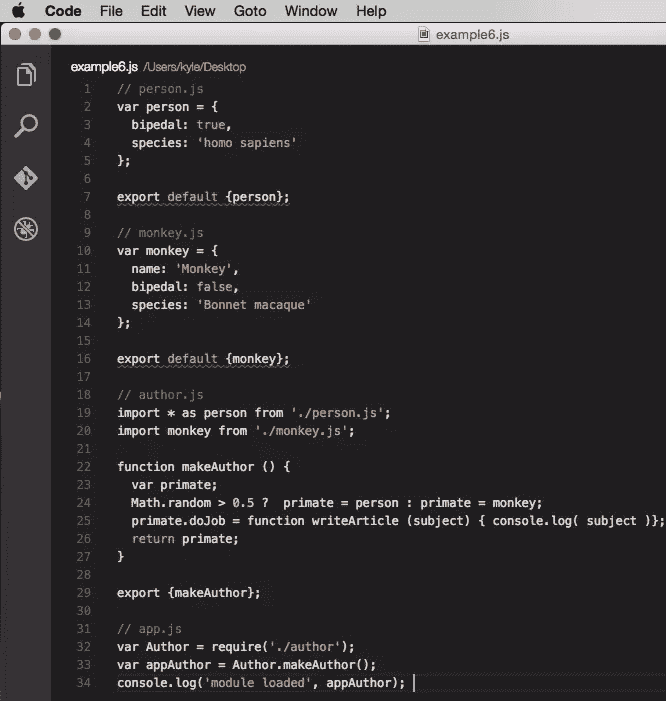 Code File Edit View Goto Window Help
example6.js
example6.js /Users/kyle/Desktop
1 // person.js
2 var person = {
3   bipedal: true,
4   species: 'homo sapiens'
5 };
6
7 export default {person};
8
9 // monkey.js
10 var monkey = {
11   name: 'Monkey',
12   bipedal: false,
13   species: 'Bonnet macaque'
14 };
15
16 export default {monkey};
17
18 // author.js
19 import * as person from './person.js';
20 import monkey from './monkey.js';
21
22 function makeAuthor () {
23   var primate;
24   Math.random > 0.5 ?  primate = person : primate = monkey;
25   primate.doJob = function writeArticle (subject) { console.log( subject )};
26   return primate;
27 }
28
29 export {makeAuthor};
30
31 // app.js
32 var Author = require('./author');
33 var appAuthor = Author.makeAuthor();
34 console.log('module loaded', appAuthor);